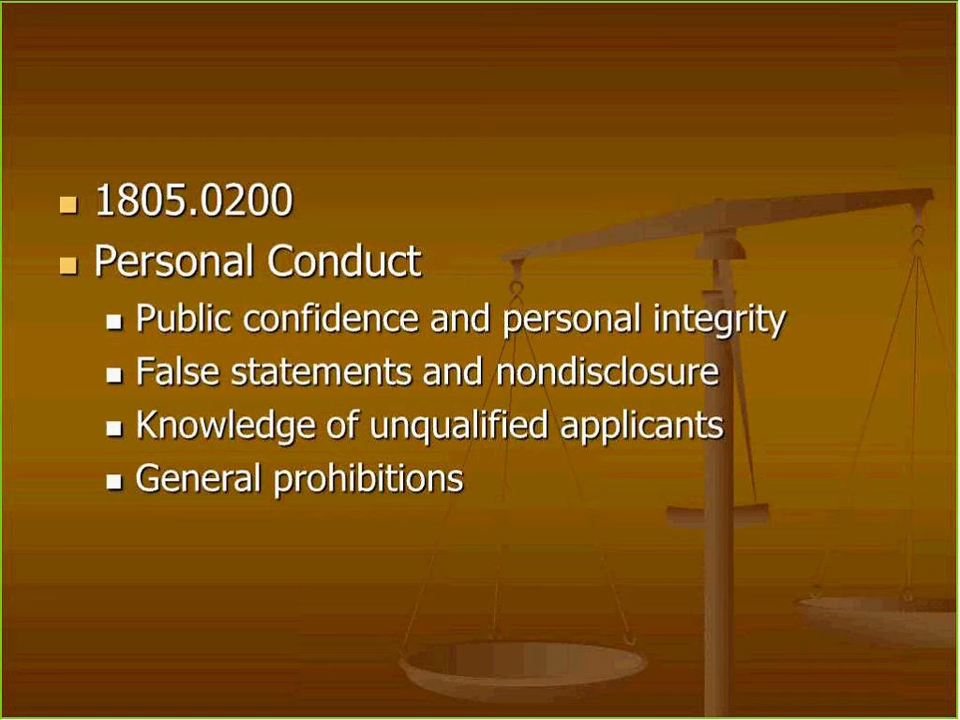 1805.0200
Personal Conduct
Public confidence and personal integrity
False statements and nondisclosure
Knowledge of unqualified applicants
General prohibitions